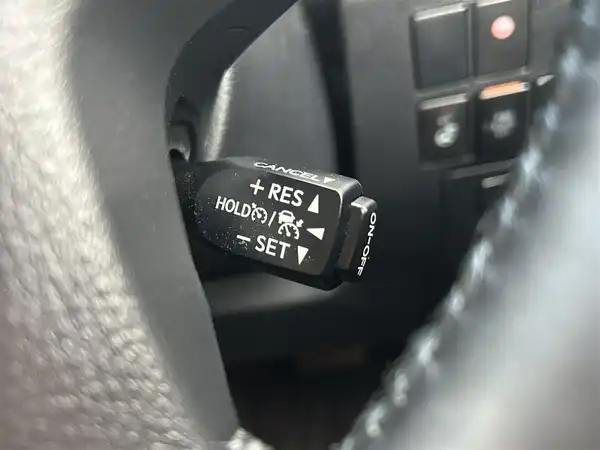 CANCEL▼
+ RES ▲
HOLD / ◀
− SET ▼
ON-OFF